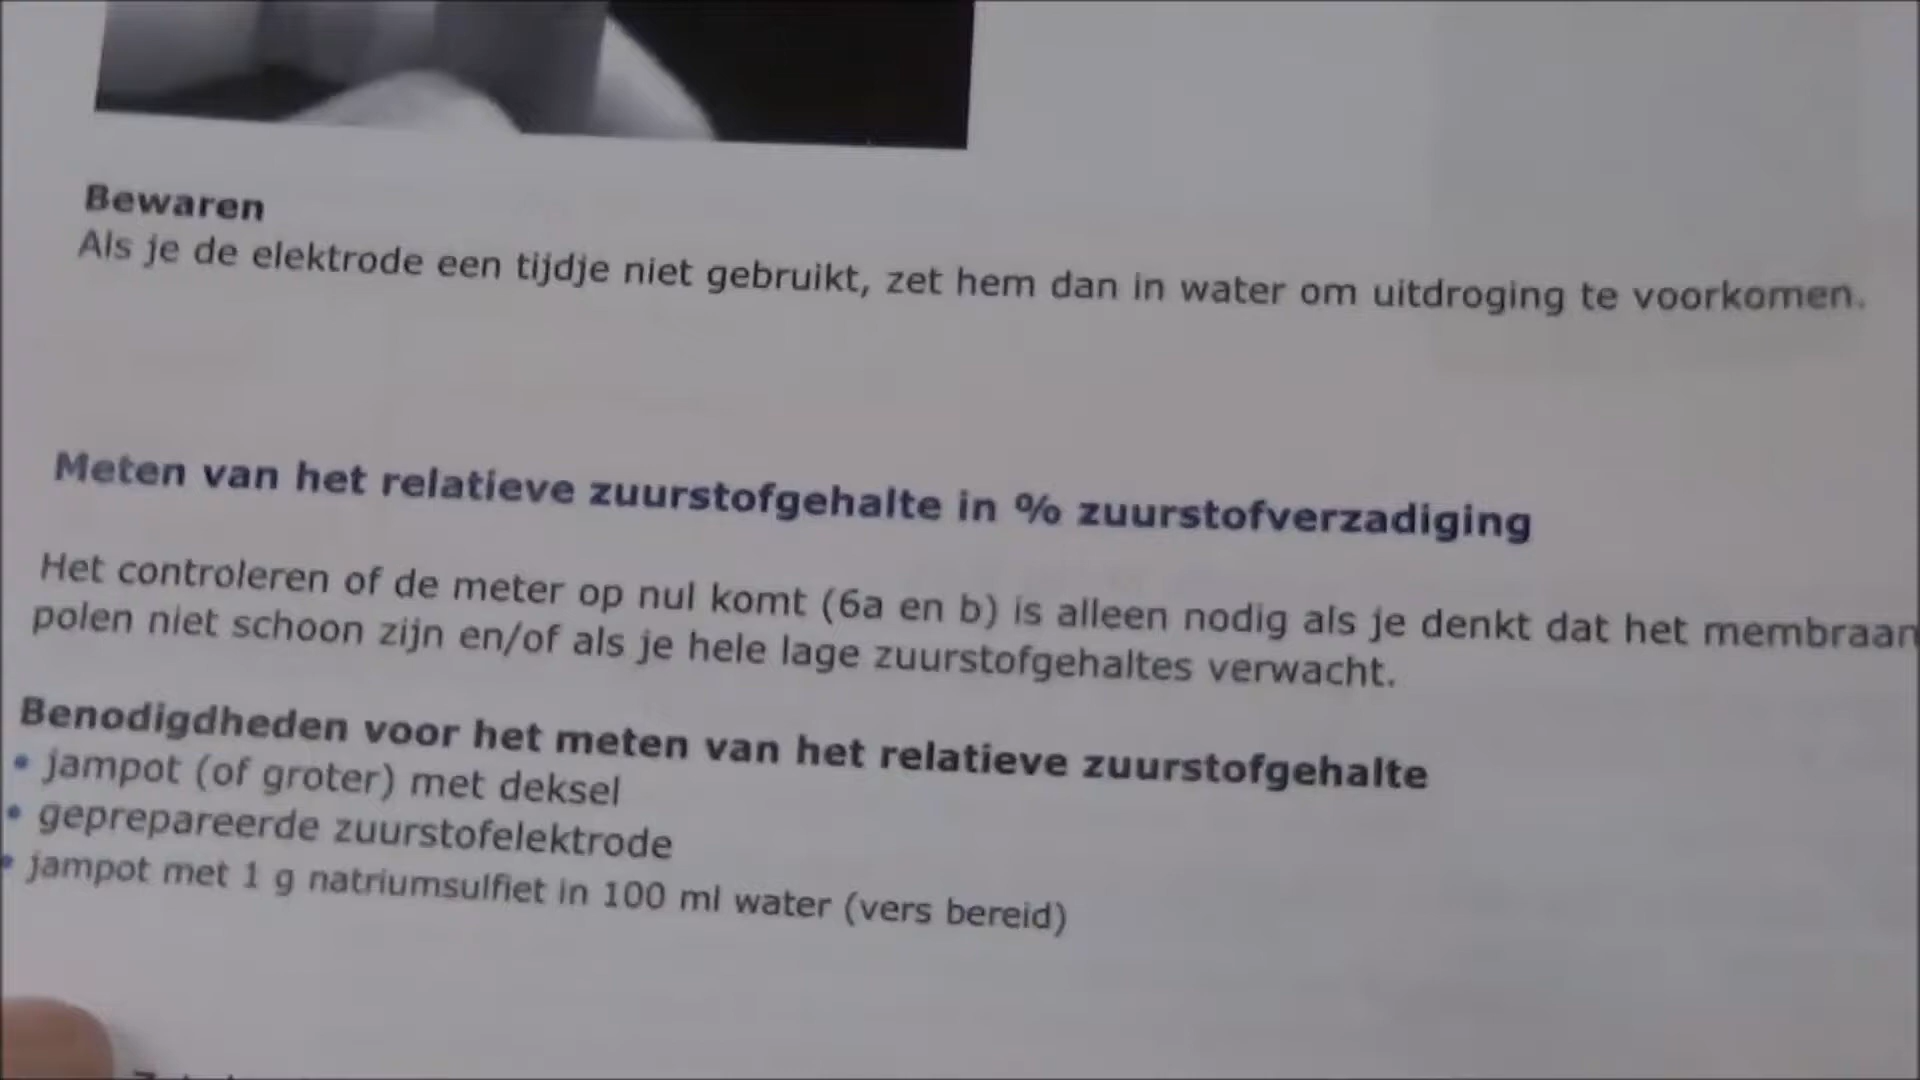 Bewaren
Als je de elektrode een tijdje niet gebruikt, zet hem dan in water om uitdroging te voorkomen.
Meten van het relatieve zuurstofgehalte in % zuurstofverzadiging
Het controleren of de meter op nul komt (6a en b) is alleen nodig als je denkt dat het membraan
polen niet schoon zijn en/of als je hele lage zuurstofgehaltes verwacht.
Benodigdheden voor het meten van het relatieve zuurstofgehalte
• jampot (of groter) met deksel
• geprepareerde zuurstofelektrode
• jampot met 1 g natriumsulfiet in 100 ml water (vers bereid)